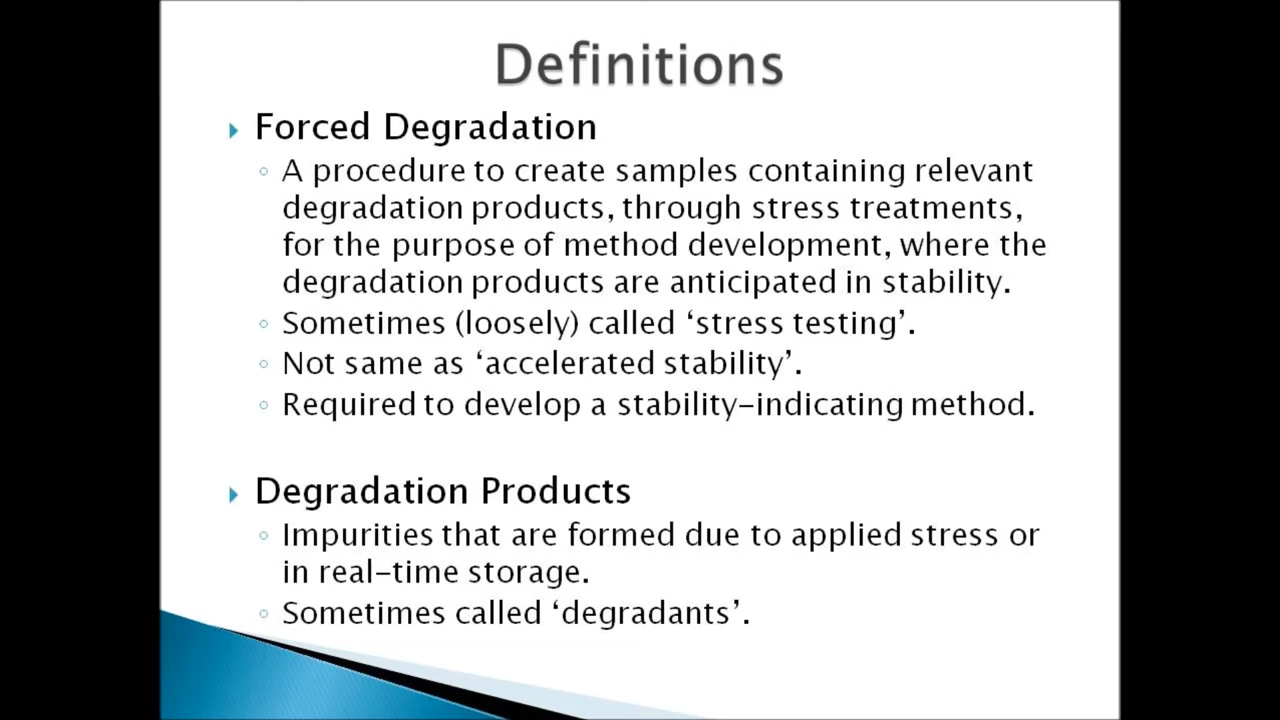 Definitions
Forced Degradation
A procedure to create samples containing relevant
degradation products, through stress treatments,
for the purpose of method development, where the
degradation products are anticipated in stability.
Sometimes (loosely) called ‘stress testing’.
Not same as ‘accelerated stability’.
Required to develop a stability-indicating method.
Degradation Products
Impurities that are formed due to applied stress or
in real-time storage.
Sometimes called ‘degradants’.